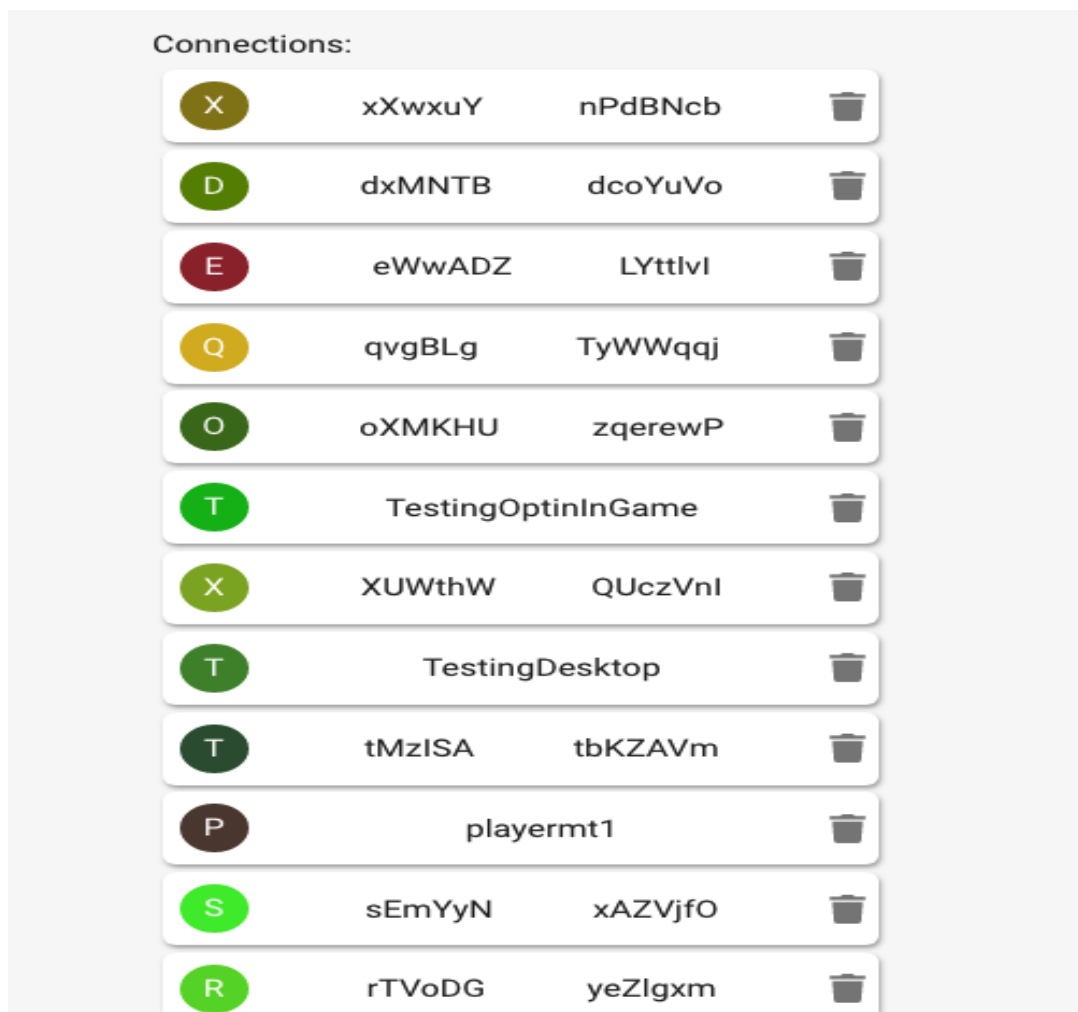 Connections:
X xXwxuY nPdBNcb
D dxMNTB dcoYuVo
E eWwADZ LYttlvI
Q qvgBLg TyWWqqj
O oXMKHU zqerewP
T TestingOptinInGame
X XUWthW QUczVnI
T TestingDesktop
T tMzISA tbKZAVm
P playermt1
S sEmYyN xAZVjfO
R rTVoDG yeZlgxm